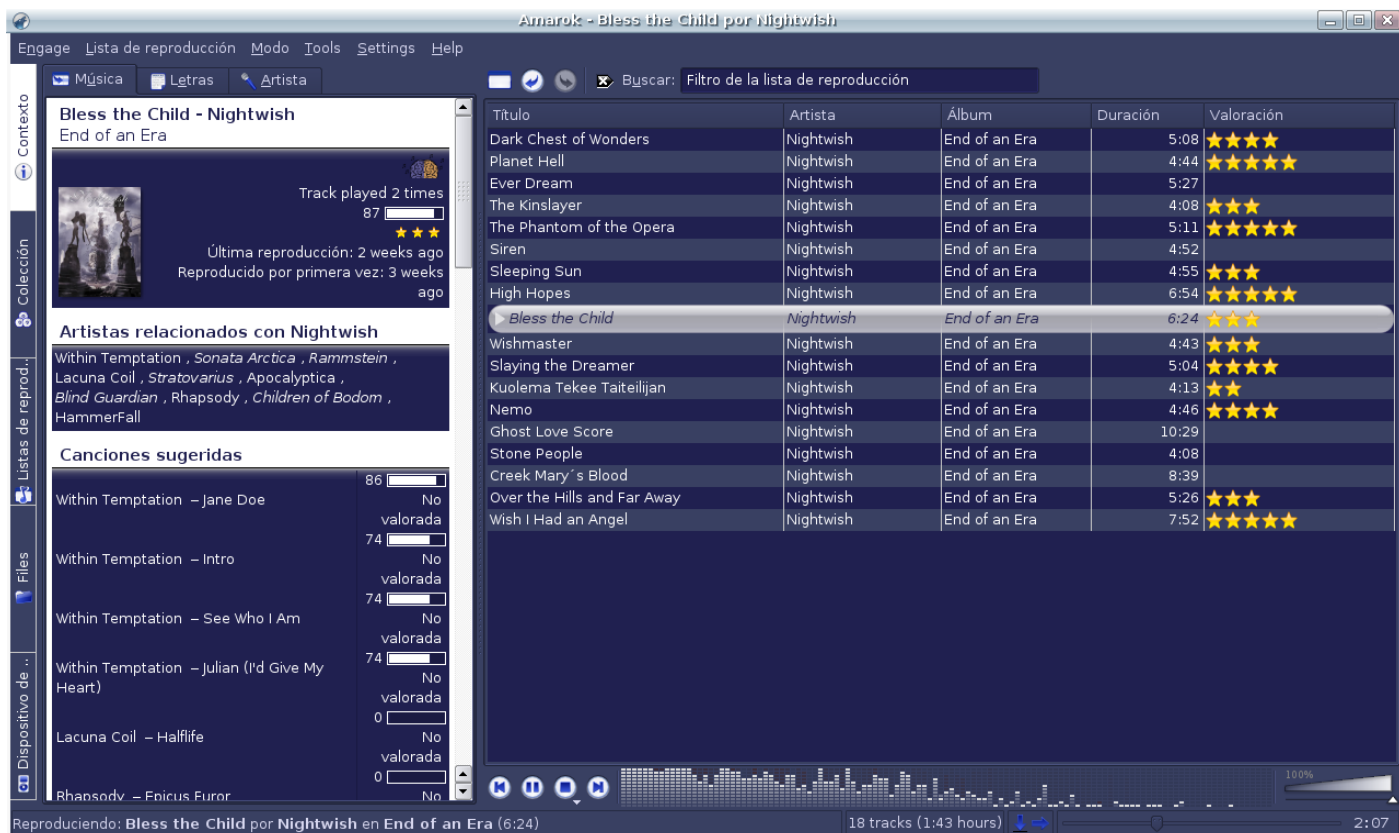 Amarok - Bless the Child por Nightwish
Engage Lista de reproducción Modo Tools Settings Help
Contexto
Colección
Listas de reprod..
Files
Dispositivo de ..
Música Letras Artista
Bless the Child - Nightwish
End of an Era
Track played 2 times
87
Última reproducción: 2 weeks ago
Reproducido por primera vez: 3 weeks
ago
Artistas relacionados con Nightwish
Within Temptation , Sonata Arctica , Rammstein ,
Lacuna Coil , Stratovarius , Apocalyptica ,
Blind Guardian , Rhapsody , Children of Bodom ,
HammerFall
Canciones sugeridas
86
Within Temptation – Jane Doe No
valorada
74
Within Temptation – Intro No
valorada
74
Within Temptation – See Who I Am No
valorada
74
Within Temptation – Julian (I'd Give My
Heart) No
valorada
0
Lacuna Coil – Halflife No
valorada
0
Rhapsody – Epicus Furor No
Buscar: Filtro de la lista de reproducción
Título Artista Álbum Duración Valoración
Dark Chest of Wonders Nightwish End of an Era 5:08
Planet Hell Nightwish End of an Era 4:44
Ever Dream Nightwish End of an Era 5:27
The Kinslayer Nightwish End of an Era 4:08
The Phantom of the Opera Nightwish End of an Era 5:11
Siren Nightwish End of an Era 4:52
Sleeping Sun Nightwish End of an Era 4:55
High Hopes Nightwish End of an Era 6:54
Bless the Child Nightwish End of an Era 6:24
Wishmaster Nightwish End of an Era 4:43
Slaying the Dreamer Nightwish End of an Era 5:04
Kuolema Tekee Taiteilijan Nightwish End of an Era 4:13
Nemo Nightwish End of an Era 4:46
Ghost Love Score Nightwish End of an Era 10:29
Stone People Nightwish End of an Era 4:08
Creek Mary´s Blood Nightwish End of an Era 8:39
Over the Hills and Far Away Nightwish End of an Era 5:26
Wish I Had an Angel Nightwish End of an Era 7:52
100%
Reproduciendo: Bless the Child por Nightwish en End of an Era (6:24)
18 tracks (1:43 hours)
2:07